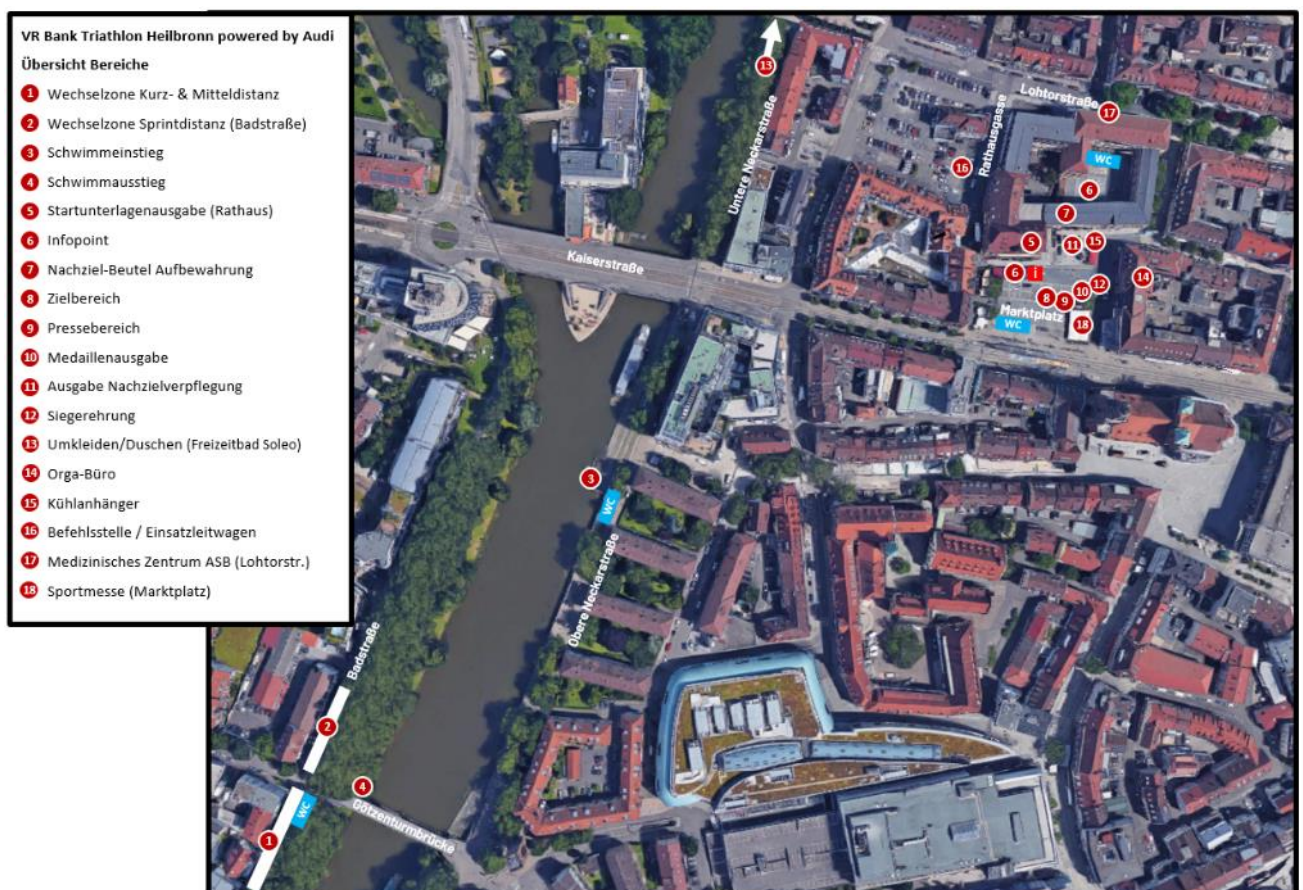 VR Bank Triathlon Heilbronn powered by Audi
Übersicht Bereiche
1 Wechselzone Kurz- & Mitteldistanz
2 Wechselzone Sprintdistanz (Badstraße)
3 Schwimmeinstieg
4 Schwimmausstieg
5 Startunterlagenausgabe (Rathaus)
6 Infopoint
7 Nachziel-Beutel Aufbewahrung
8 Zielbereich
9 Pressebereich
10 Medaillenausgabe
11 Ausgabe Nachzielverpflegung
12 Siegerehrung
13 Umkleiden/Duschen (Freizeitbad Soleo)
14 Orga-Büro
15 Kühlanhänger
16 Befehlsstelle / Einsatzleitwagen
17 Medizinisches Zentrum ASB (Lohtorstr.)
18 Sportmesse (Marktplatz)
13
Untere Neckarstraße
Lohtorstraße
17
Rathausgasse
16
WC
6
7
5
11
15
6
i
14
12
10
8
9
Marktplatz
WC
18
Kaiserstraße
3
WC
Obere Neckarstraße
Badstraße
2
4
Götzenturmbrücke
WC
1